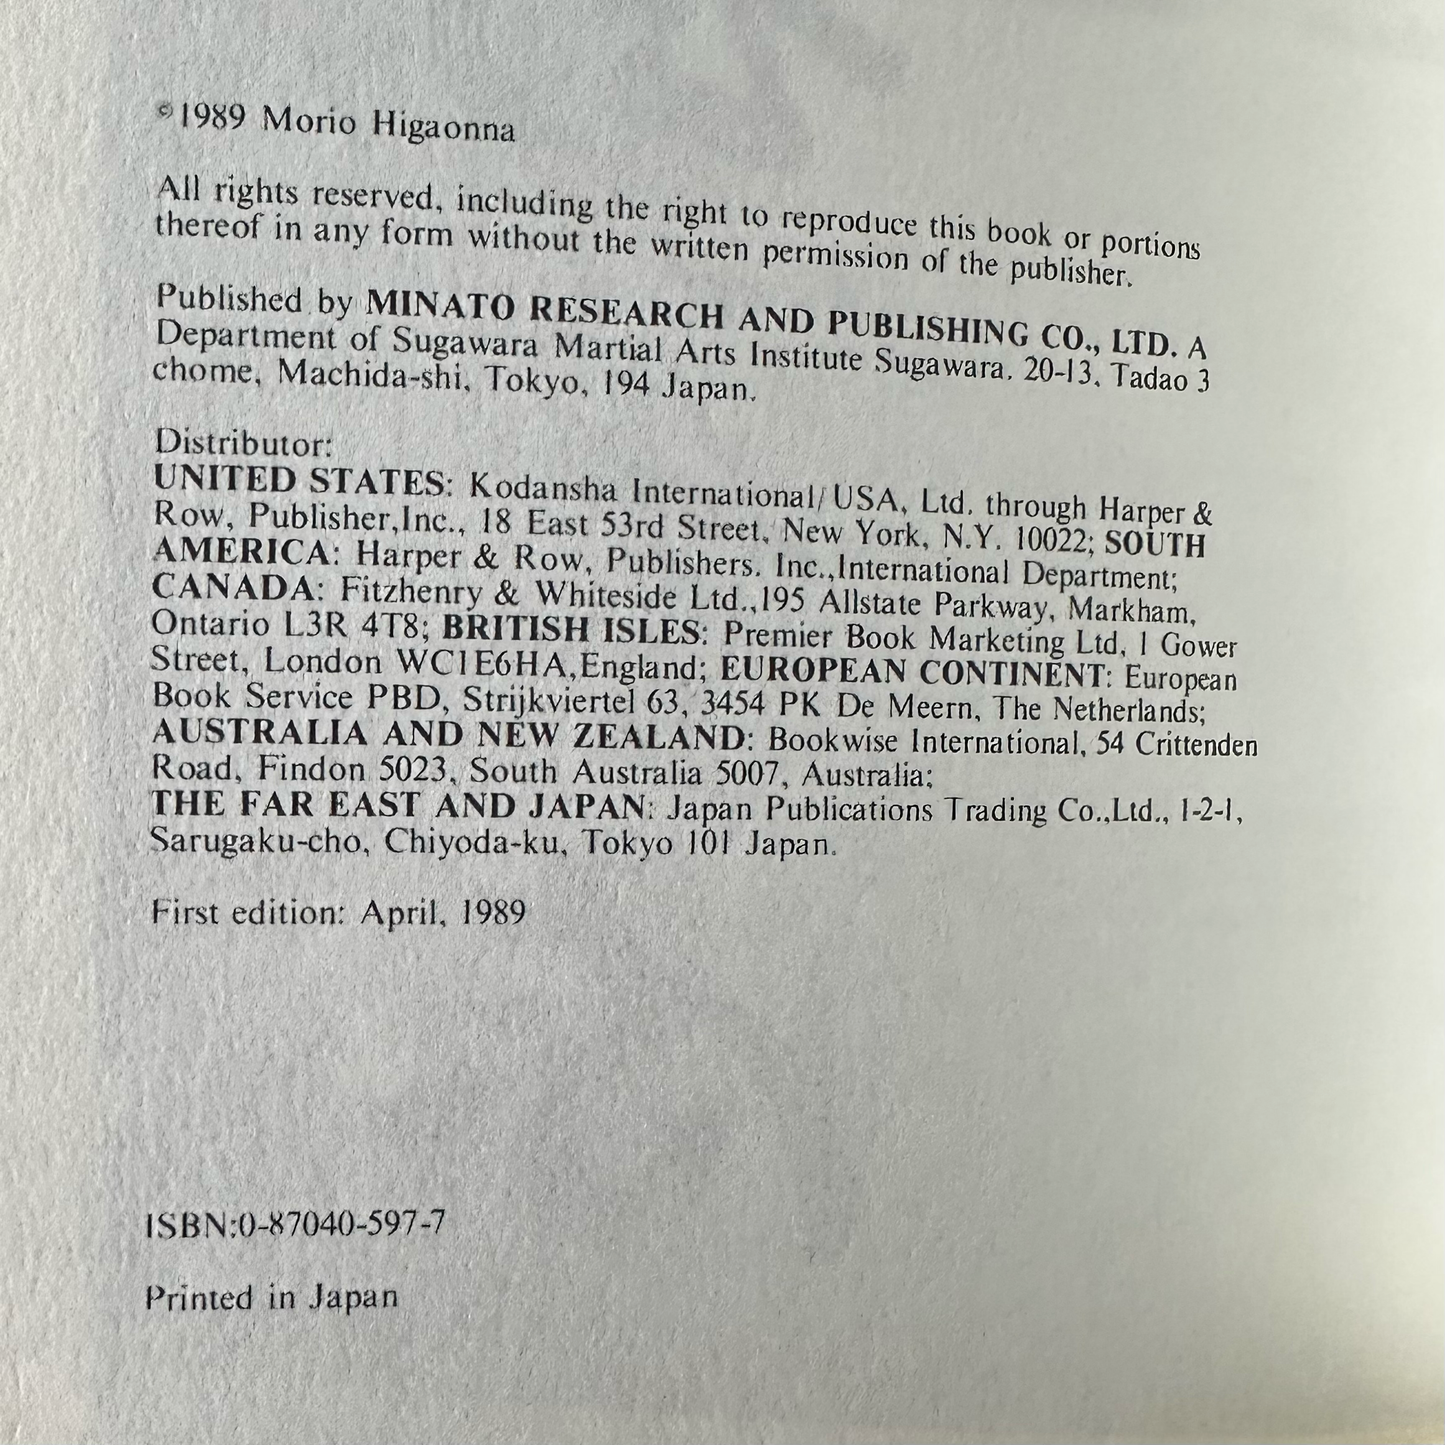 ©1989 Morio Higaonna
All rights reserved, including the right to reproduce this book or portions
thereof in any form without the written permission of the publisher.
Published by MINATO RESEARCH AND PUBLISHING CO., LTD. A
Department of Sugawara Martial Arts Institute Sugawara, 20-13, Tadao 3
chome, Machida-shi, Tokyo, 194 Japan.
Distributor:
UNITED STATES: Kodansha International/USA, Ltd. through Harper &
Row, Publisher,Inc., 18 East 53rd Street, New York, N.Y. 10022; SOUTH
AMERICA: Harper & Row, Publishers. Inc.,International Department;
CANADA: Fitzhenry & Whiteside Ltd.,195 Allstate Parkway, Markham,
Ontario L3R 4T8; BRITISH ISLES: Premier Book Marketing Ltd, 1 Gower
Street, London WC1E6HA,England; EUROPEAN CONTINENT: European
Book Service PBD, Strijkviertel 63, 3454 PK De Meern, The Netherlands;
AUSTRALIA AND NEW ZEALAND: Bookwise International, 54 Crittenden
Road, Findon 5023, South Australia 5007, Australia;
THE FAR EAST AND JAPAN: Japan Publications Trading Co.,Ltd., 1-2-1,
Sarugaku-cho, Chiyoda-ku, Tokyo 101 Japan.
First edition: April, 1989
ISBN:0-87040-597-7
Printed in Japan